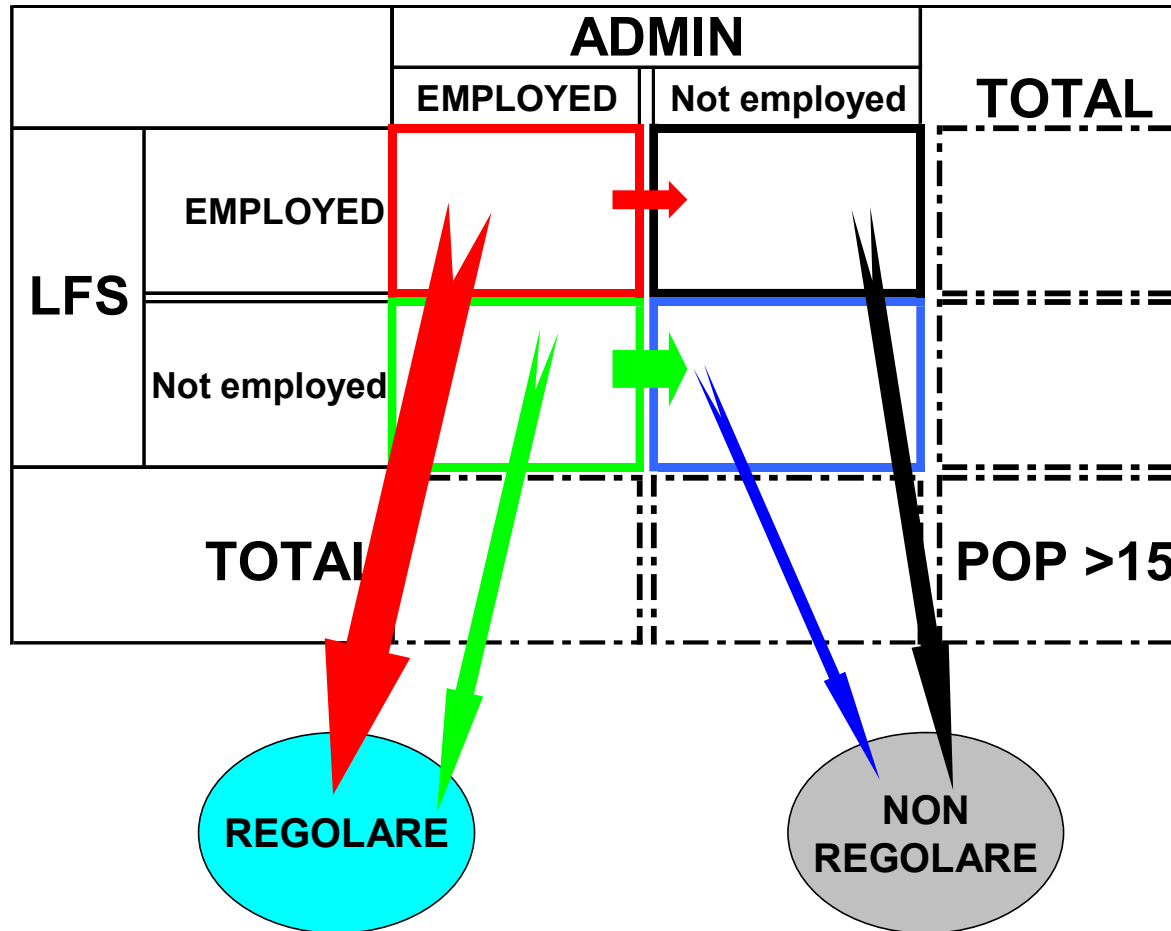 ADMIN
EMPLOYED
Not employed
TOTAL
LFS
EMPLOYED
Not employed
TOTAL
POP >15
REGOLARE
NON
REGOLARE